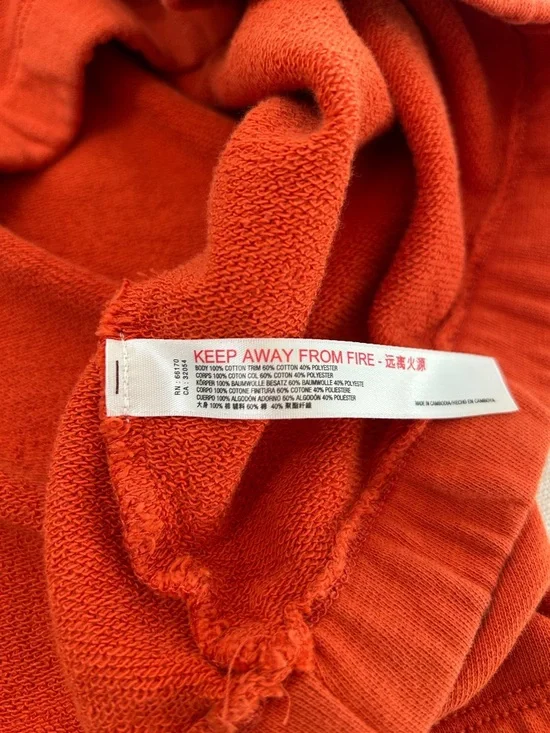 RN : 66170
CA : 32054
KEEP AWAY FROM FIRE - 远离火源
BODY 100% COTTON TRIM 60% COTTON 40% POLYESTER
CORPS 100% COTON COL 60% COTON 40% POLYESTER
KÖRPER 100% BAUMWOLLE BESATZ 60% BAUMWOLLE 40% POLYESTE
CORPO 100% COTONE FINITURA 60% COTONE 40% POLIESTERE
CUERPO 100% ALGODÓN ADORNO 60% ALGODÓN 40% POLIÉSTER
大身 100% 棉 辅料 60% 棉 40% 聚酯纤维
MADE IN CAMBODIA/HECHO EN CAMBOYA